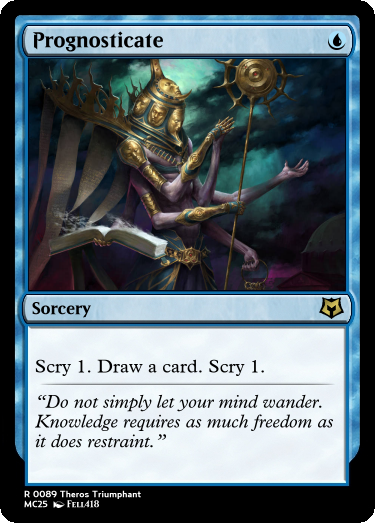 Prognosticate
Sorcery
Scry 1. Draw a card. Scry 1.
“Do not simply let your mind wander.
Knowledge requires as much freedom as
it does restraint.”
R 0089 Theros Triumphant
MC25 Fell418